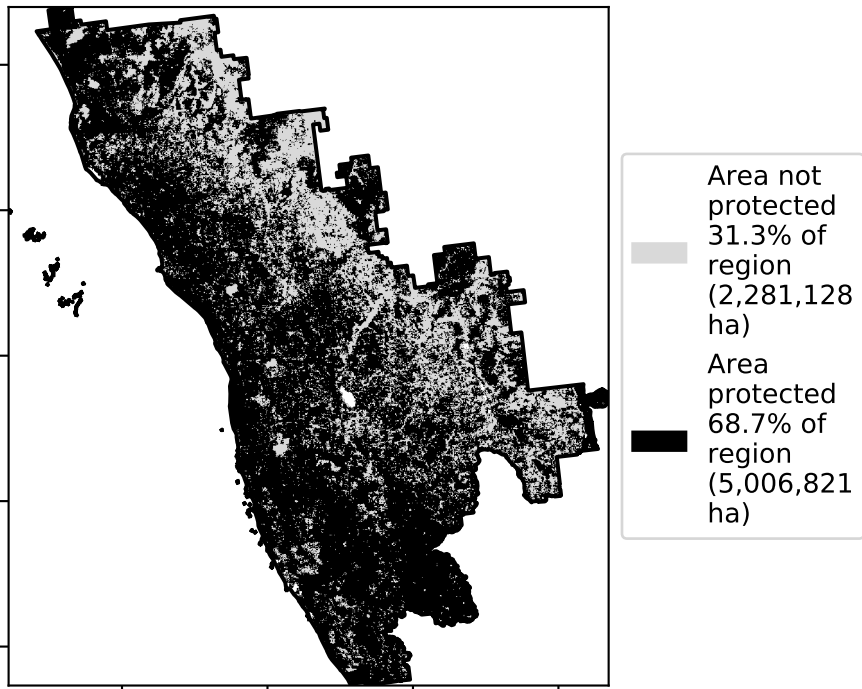 Area not
protected
31.3% of
region
(2,281,128
ha)
Area
protected
68.7% of
region
(5,006,821
ha)